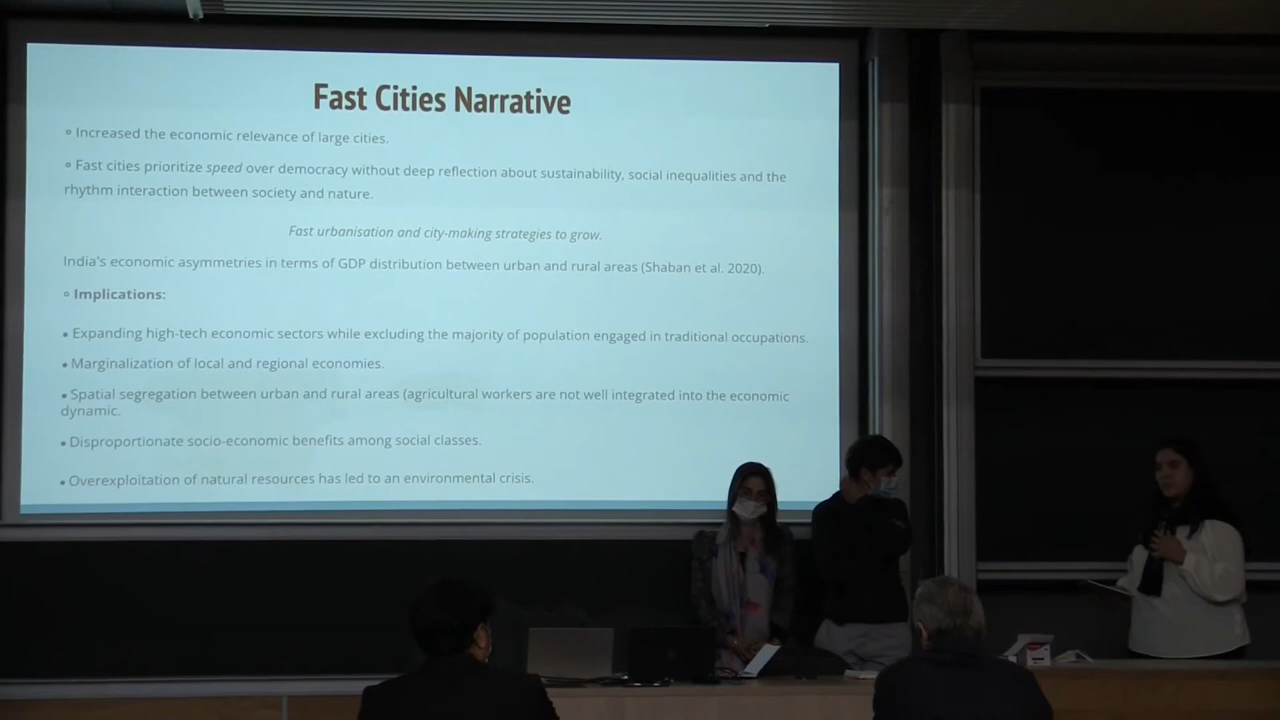 Fast Cities Narrative
∘ Increased the economic relevance of large cities.
∘ Fast cities prioritize speed over democracy without deep reflection about sustainability, social inequalities and the
rhythm interaction between society and nature.
Fast urbanisation and city-making strategies to grow.
India's economic asymmetries in terms of GDP distribution between urban and rural areas (Shaban et al. 2020).
∘ Implications:
• Expanding high-tech economic sectors while excluding the majority of population engaged in traditional occupations.
• Marginalization of local and regional economies.
• Spatial segregation between urban and rural areas (agricultural workers are not well integrated into the economic
dynamic.
• Disproportionate socio-economic benefits among social classes.
• Overexploitation of natural resources has led to an environmental crisis.